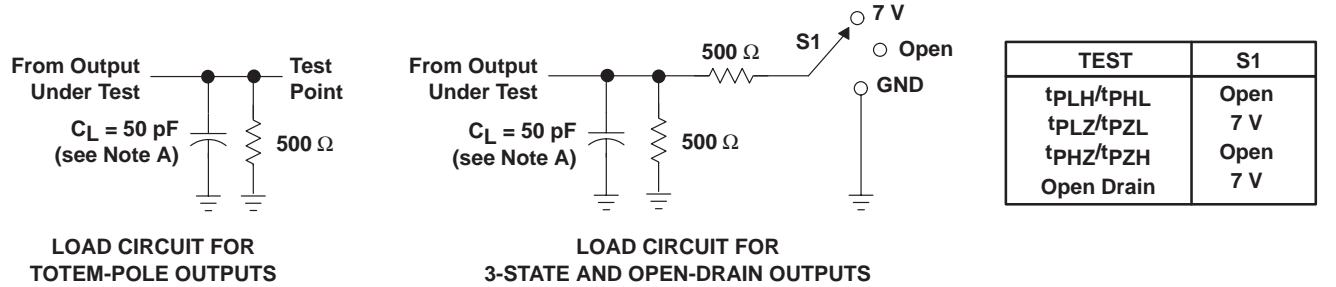 From Output
Under Test
Test
Point
CL = 50 pF
(see Note A)
500 Ω
LOAD CIRCUIT FOR
TOTEM-POLE OUTPUTS
From Output
Under Test
500 Ω
S1
7 V
Open
GND
CL = 50 pF
(see Note A)
500 Ω
LOAD CIRCUIT FOR
3-STATE AND OPEN-DRAIN OUTPUTS
TEST S1
tPLH/tPHL Open
tPLZ/tPZL 7 V
tPHZ/tPZH Open
Open Drain 7 V